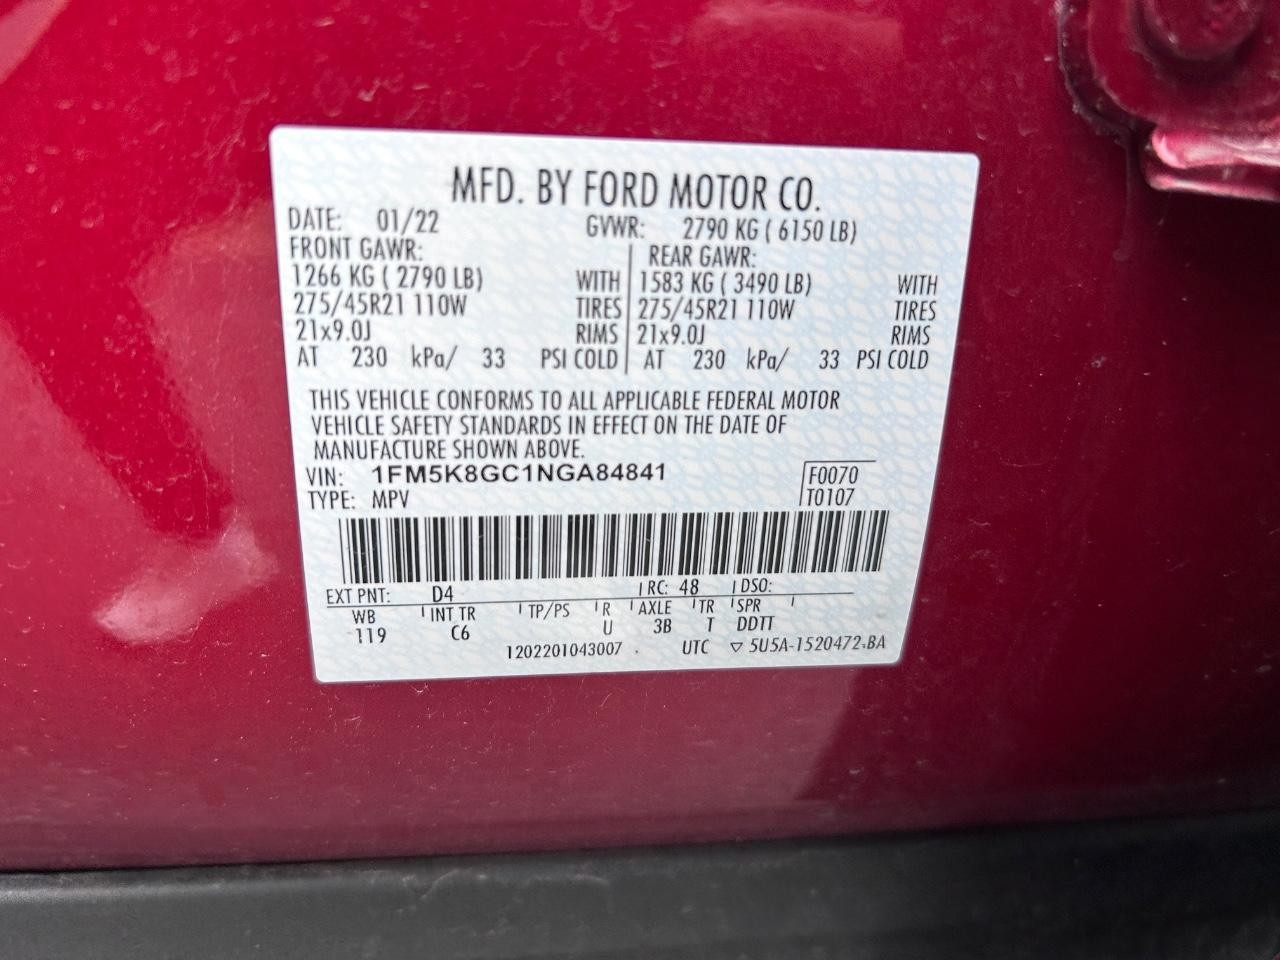 MFD. BY FORD MOTOR CO.
DATE: 01/22 GVWR: 2790 KG ( 6150 LB)
FRONT GAWR: REAR GAWR:
1266 KG ( 2790 LB) WITH 1583 KG ( 3490 LB) WITH
275/45R21 110W TIRES 275/45R21 110W TIRES
21x9.0J RIMS 21x9.0J RIMS
AT 230 kPa/ 33 PSI COLD AT 230 kPa/ 33 PSI COLD
THIS VEHICLE CONFORMS TO ALL APPLICABLE FEDERAL MOTOR
VEHICLE SAFETY STANDARDS IN EFFECT ON THE DATE OF
MANUFACTURE SHOWN ABOVE.
VIN: 1FM5K8GC1NGA84841 F0070
TYPE: MPV T0107
EXT PNT: D4 RC: 48 DSO:
WB INT TR TP/PS R AXLE TR SPR
119 C6 U 3B T DDTT
1202201043007 UTC ▽ 5U5A-1520472-BA